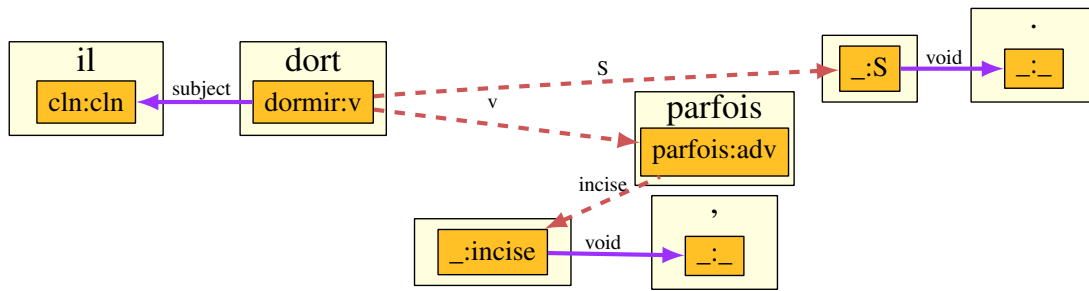 il
cln:cln
subject
dort
dormir:v
S
v
_:S
void
.
_:_
parfois
parfois:adv
incise
_:incise
void
,
_:_